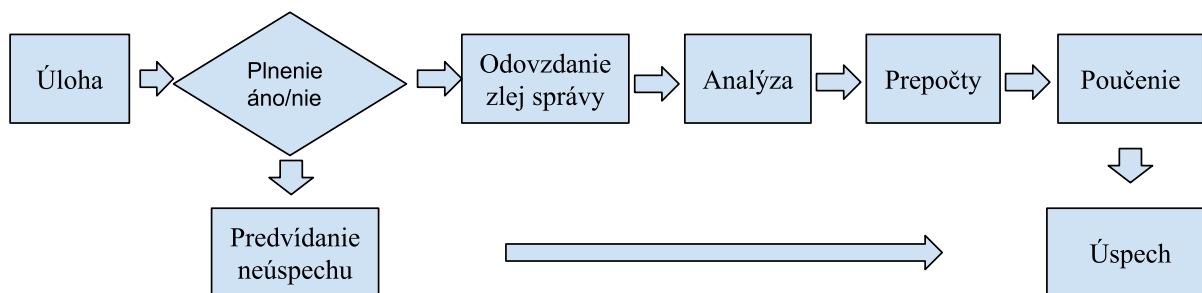 Úloha
Plnenie
áno/nie
Odovzdanie
zlej správy
Analýza
Prepočty
Poučenie
Predvídanie
neúspechu
Úspech